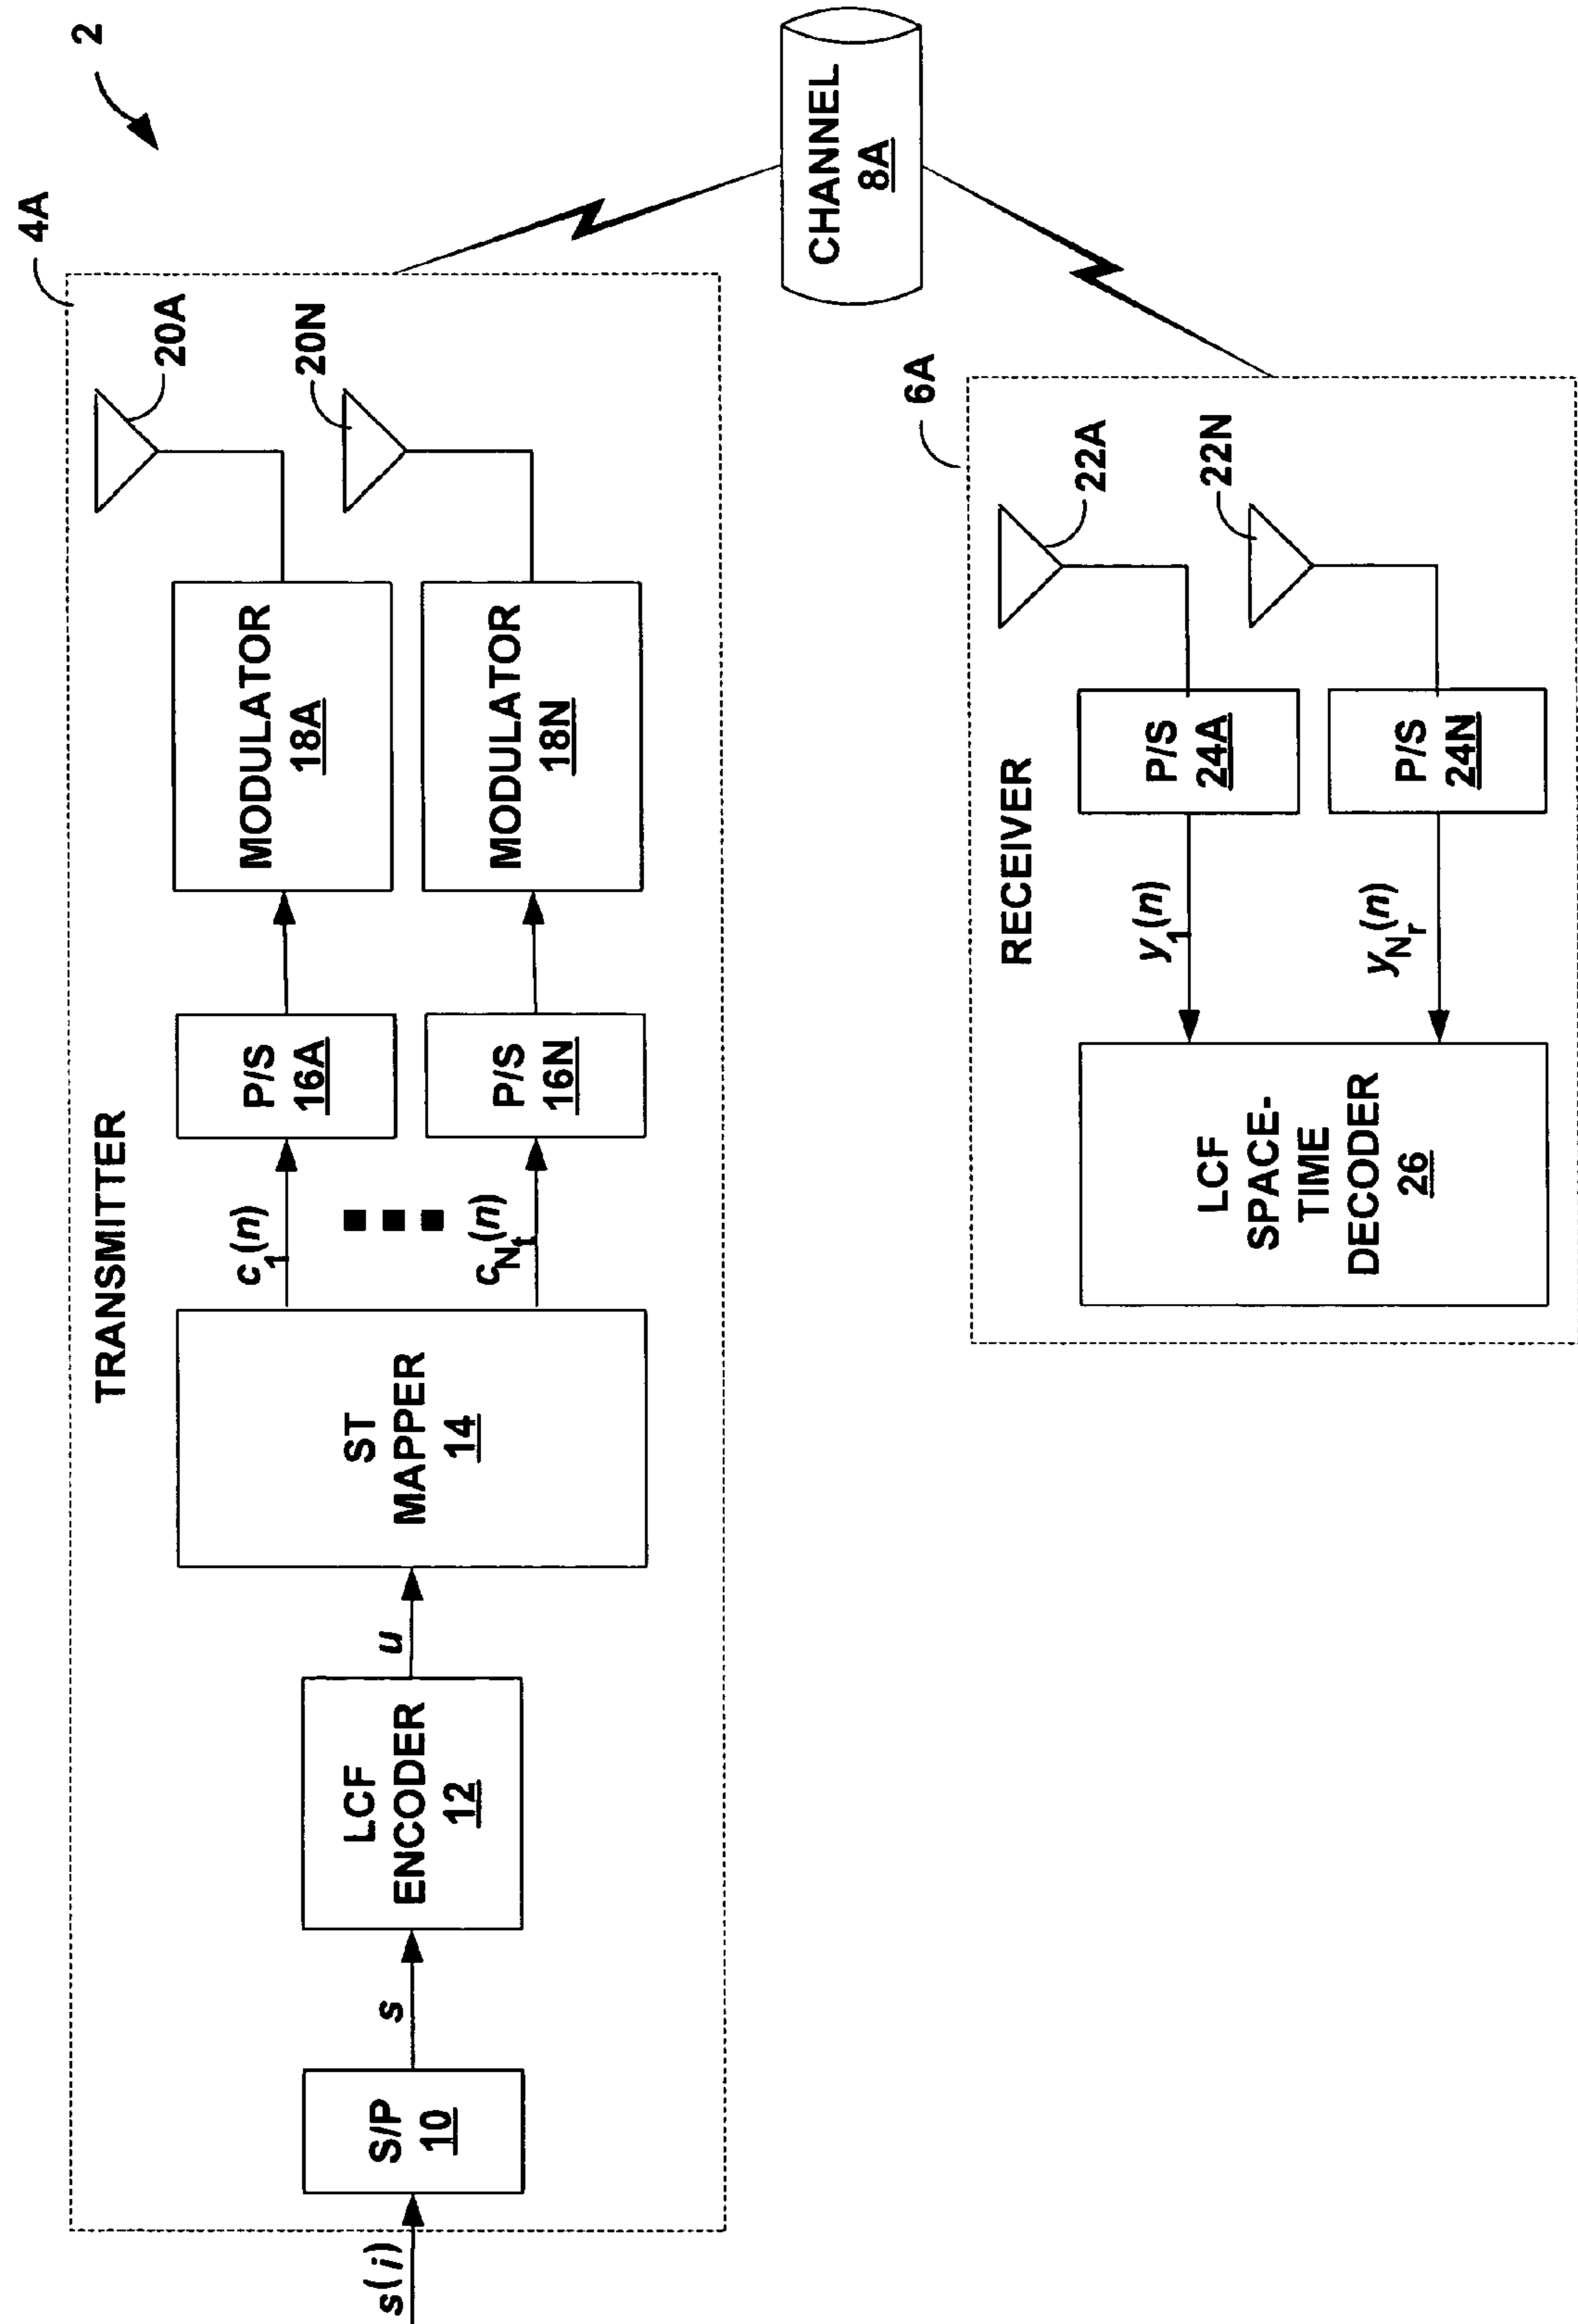 2
4A
TRANSMITTER
s(i)
S/P
10
s
LCF
ENCODER
12
u
ST
MAPPER
14
c1(n)
cNt(n)
P/S
16A
P/S
16N
MODULATOR
18A
MODULATOR
18N
20A
20N
CHANNEL
8A
6A
RECEIVER
LCF
SPACE-
TIME
DECODER
26
y1(n)
yNr(n)
P/S
24A
P/S
24N
22A
22N